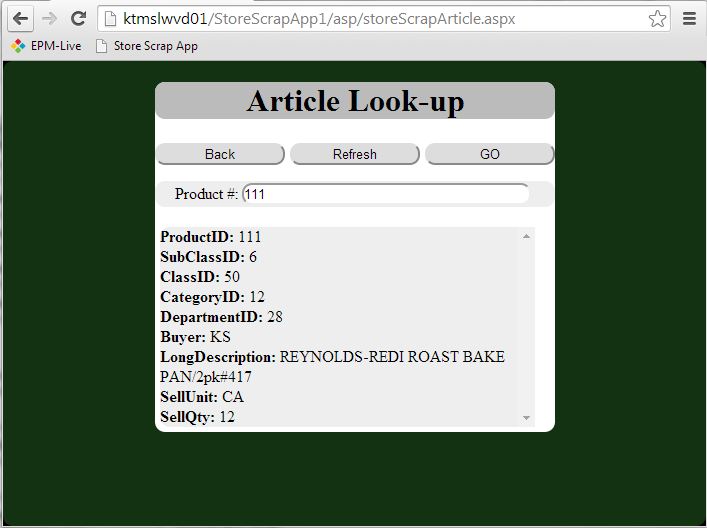 ktmslwvd01/StoreScrapApp1/asp/storeScrapArticle.aspx
EPM-Live Store Scrap App
Article Look-up
Back Refresh GO
Product #: 111
ProductID: 111
SubClassID: 6
ClassID: 50
CategoryID: 12
DepartmentID: 28
Buyer: KS
LongDescription: REYNOLDS-REDI ROAST BAKE
PAN/2pk#417
SellUnit: CA
SellQty: 12